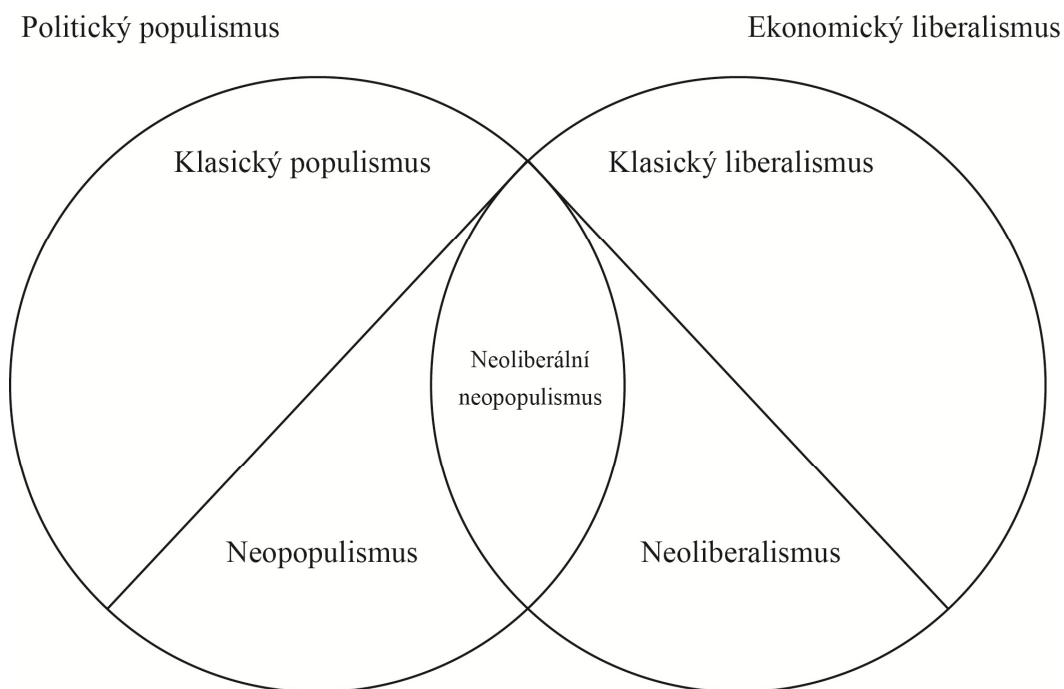 Politický populismus
Ekonomický liberalismus
Klasický populismus
Klasický liberalismus
Neoliberální
neopopulismus
Neopopulismus
Neoliberalismus